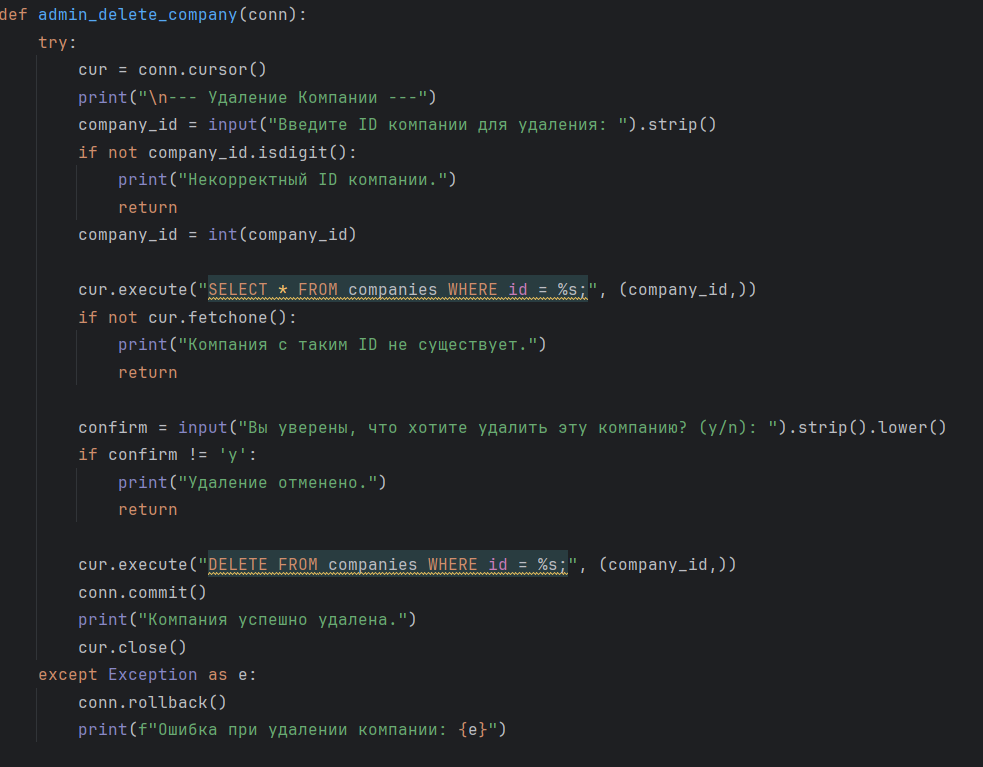 def admin_delete_company(conn):
    try:
        cur = conn.cursor()
        print("\n--- Удаление Компании ---")
        company_id = input("Введите ID компании для удаления: ").strip()
        if not company_id.isdigit():
            print("Некорректный ID компании.")
            return
        company_id = int(company_id)

        cur.execute("SELECT * FROM companies WHERE id = %s;", (company_id,))
        if not cur.fetchone():
            print("Компания с таким ID не существует.")
            return

        confirm = input("Вы уверены, что хотите удалить эту компанию? (y/n): ").strip().lower()
        if confirm != 'y':
            print("Удаление отменено.")
            return

        cur.execute("DELETE FROM companies WHERE id = %s;", (company_id,))
        conn.commit()
        print("Компания успешно удалена.")
        cur.close()
    except Exception as e:
        conn.rollback()
        print(f"Ошибка при удалении компании: {e}")